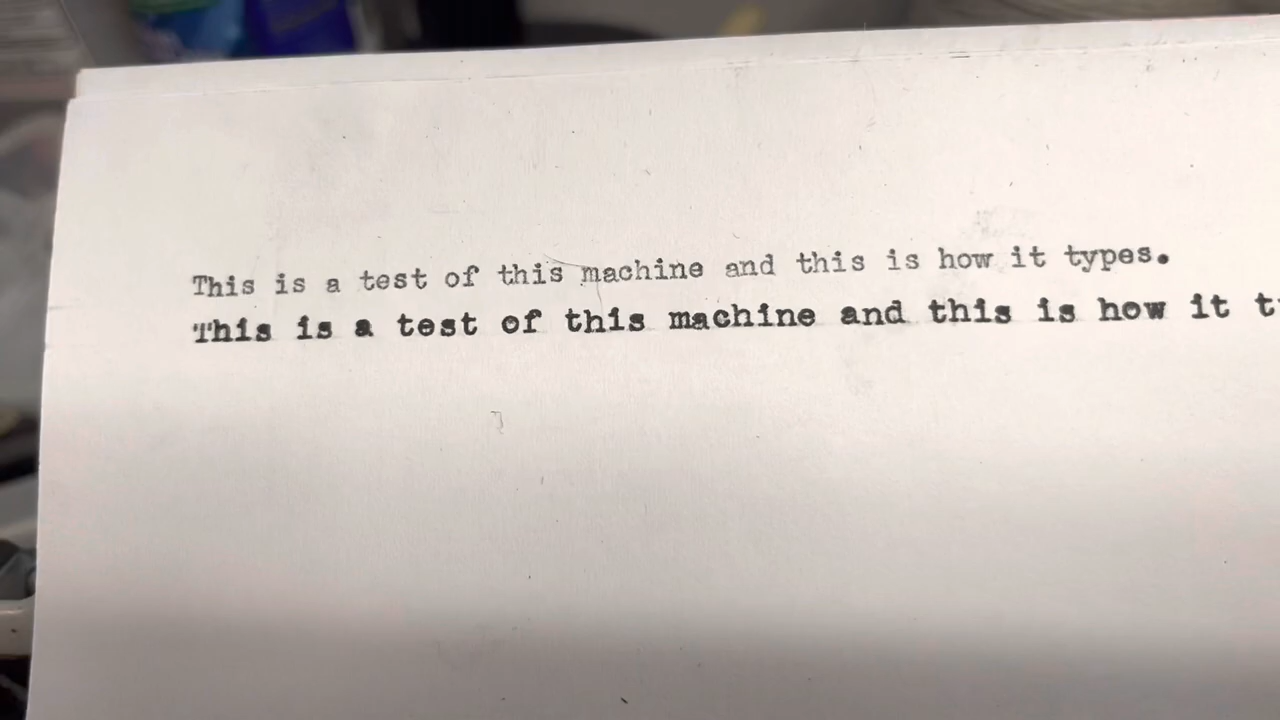 This is a test of this machine and this is how it types.
This is a test of this machine and this is how it t